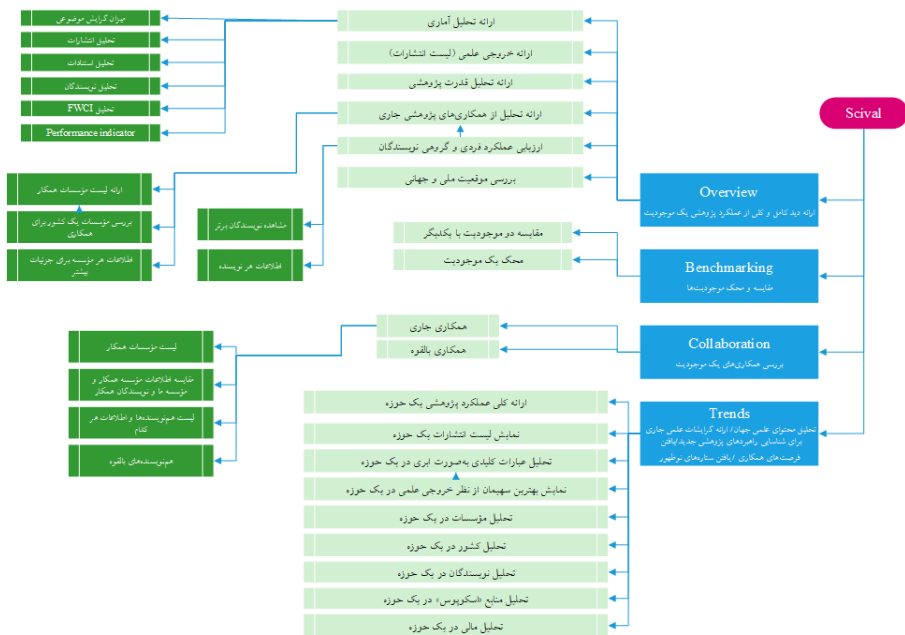 Scival
Overview
ارائه دید کامل و کلی از عملکرد پژوهشی یک موجودیت
ارائه تحلیل آماری
میزان گرایش موضوعی
تحلیل انتشارات
تحلیل استنادات
تحلیل نویسندگان
تحلیل FWCI
Performance indicator
ارائه خروجی علمی (لیست انتشارات)
ارائه تحلیل قدرت پژوهشی
ارائه تحلیل از همکاری‌های پژوهشی جاری
ارائه لیست مؤسسات همکار
بررسی مؤسسات یک کشور برای
همکاری
اطلاعات هر مؤسسه برای جزئیات
بیشتر
ارزیابی عملکرد فردی و گروهی نویسندگان
مشاهده نویسندگان برتر
اطلاعات هر نویسنده
بررسی موقعیت ملی و جهانی
Benchmarking
مقایسه و محک موجودیت‌ها
مقایسه دو موجودیت با یکدیگر
محک یک موجودیت
Collaboration
بررسی همکاری‌های یک موجودیت
همکاری جاری
لیست مؤسسات همکار
مقایسه اطلاعات مؤسسه همکار و
مؤسسه ما و نویسندگان همکار
لیست هم‌نویسنده‌ها و اطلاعات هر
کدام
هم‌نویسنده‌های بالقوه
همکاری بالقوه
Trends
تحلیل محتوای علمی جهان/ ارائه گرایشات علمی جاری
برای شناسایی راهبردهای پژوهشی جدید/یافتن
فرصت‌های همکاری /یافتن ستاره‌های نوظهور
ارائه کلی عملکرد پژوهشی یک حوزه
نمایش لیست انتشارات یک حوزه
تحلیل عبارات کلیدی به‌صورت ابری در یک حوزه
نمایش بهترین سهیمان از نظر خروجی علمی در یک حوزه
تحلیل مؤسسات در یک حوزه
تحلیل کشور در یک حوزه
تحلیل نویسندگان در یک حوزه
تحلیل منابع «اسکوپوس» در یک حوزه
تحلیل مالی در یک حوزه